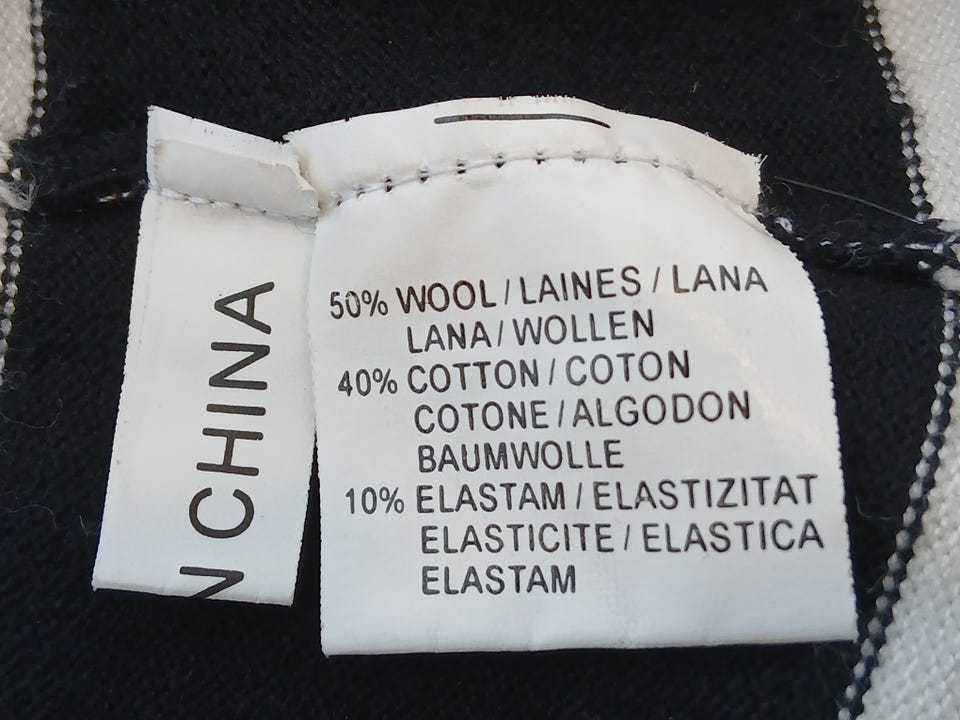 N CHINA
50% WOOL / LAINES / LANA
LANA / WOLLEN
40% COTTON / COTON
COTONE / ALGODON
BAUMWOLLE
10% ELASTAM / ELASTIZITAT
ELASTICITE / ELASTICA
ELASTAM